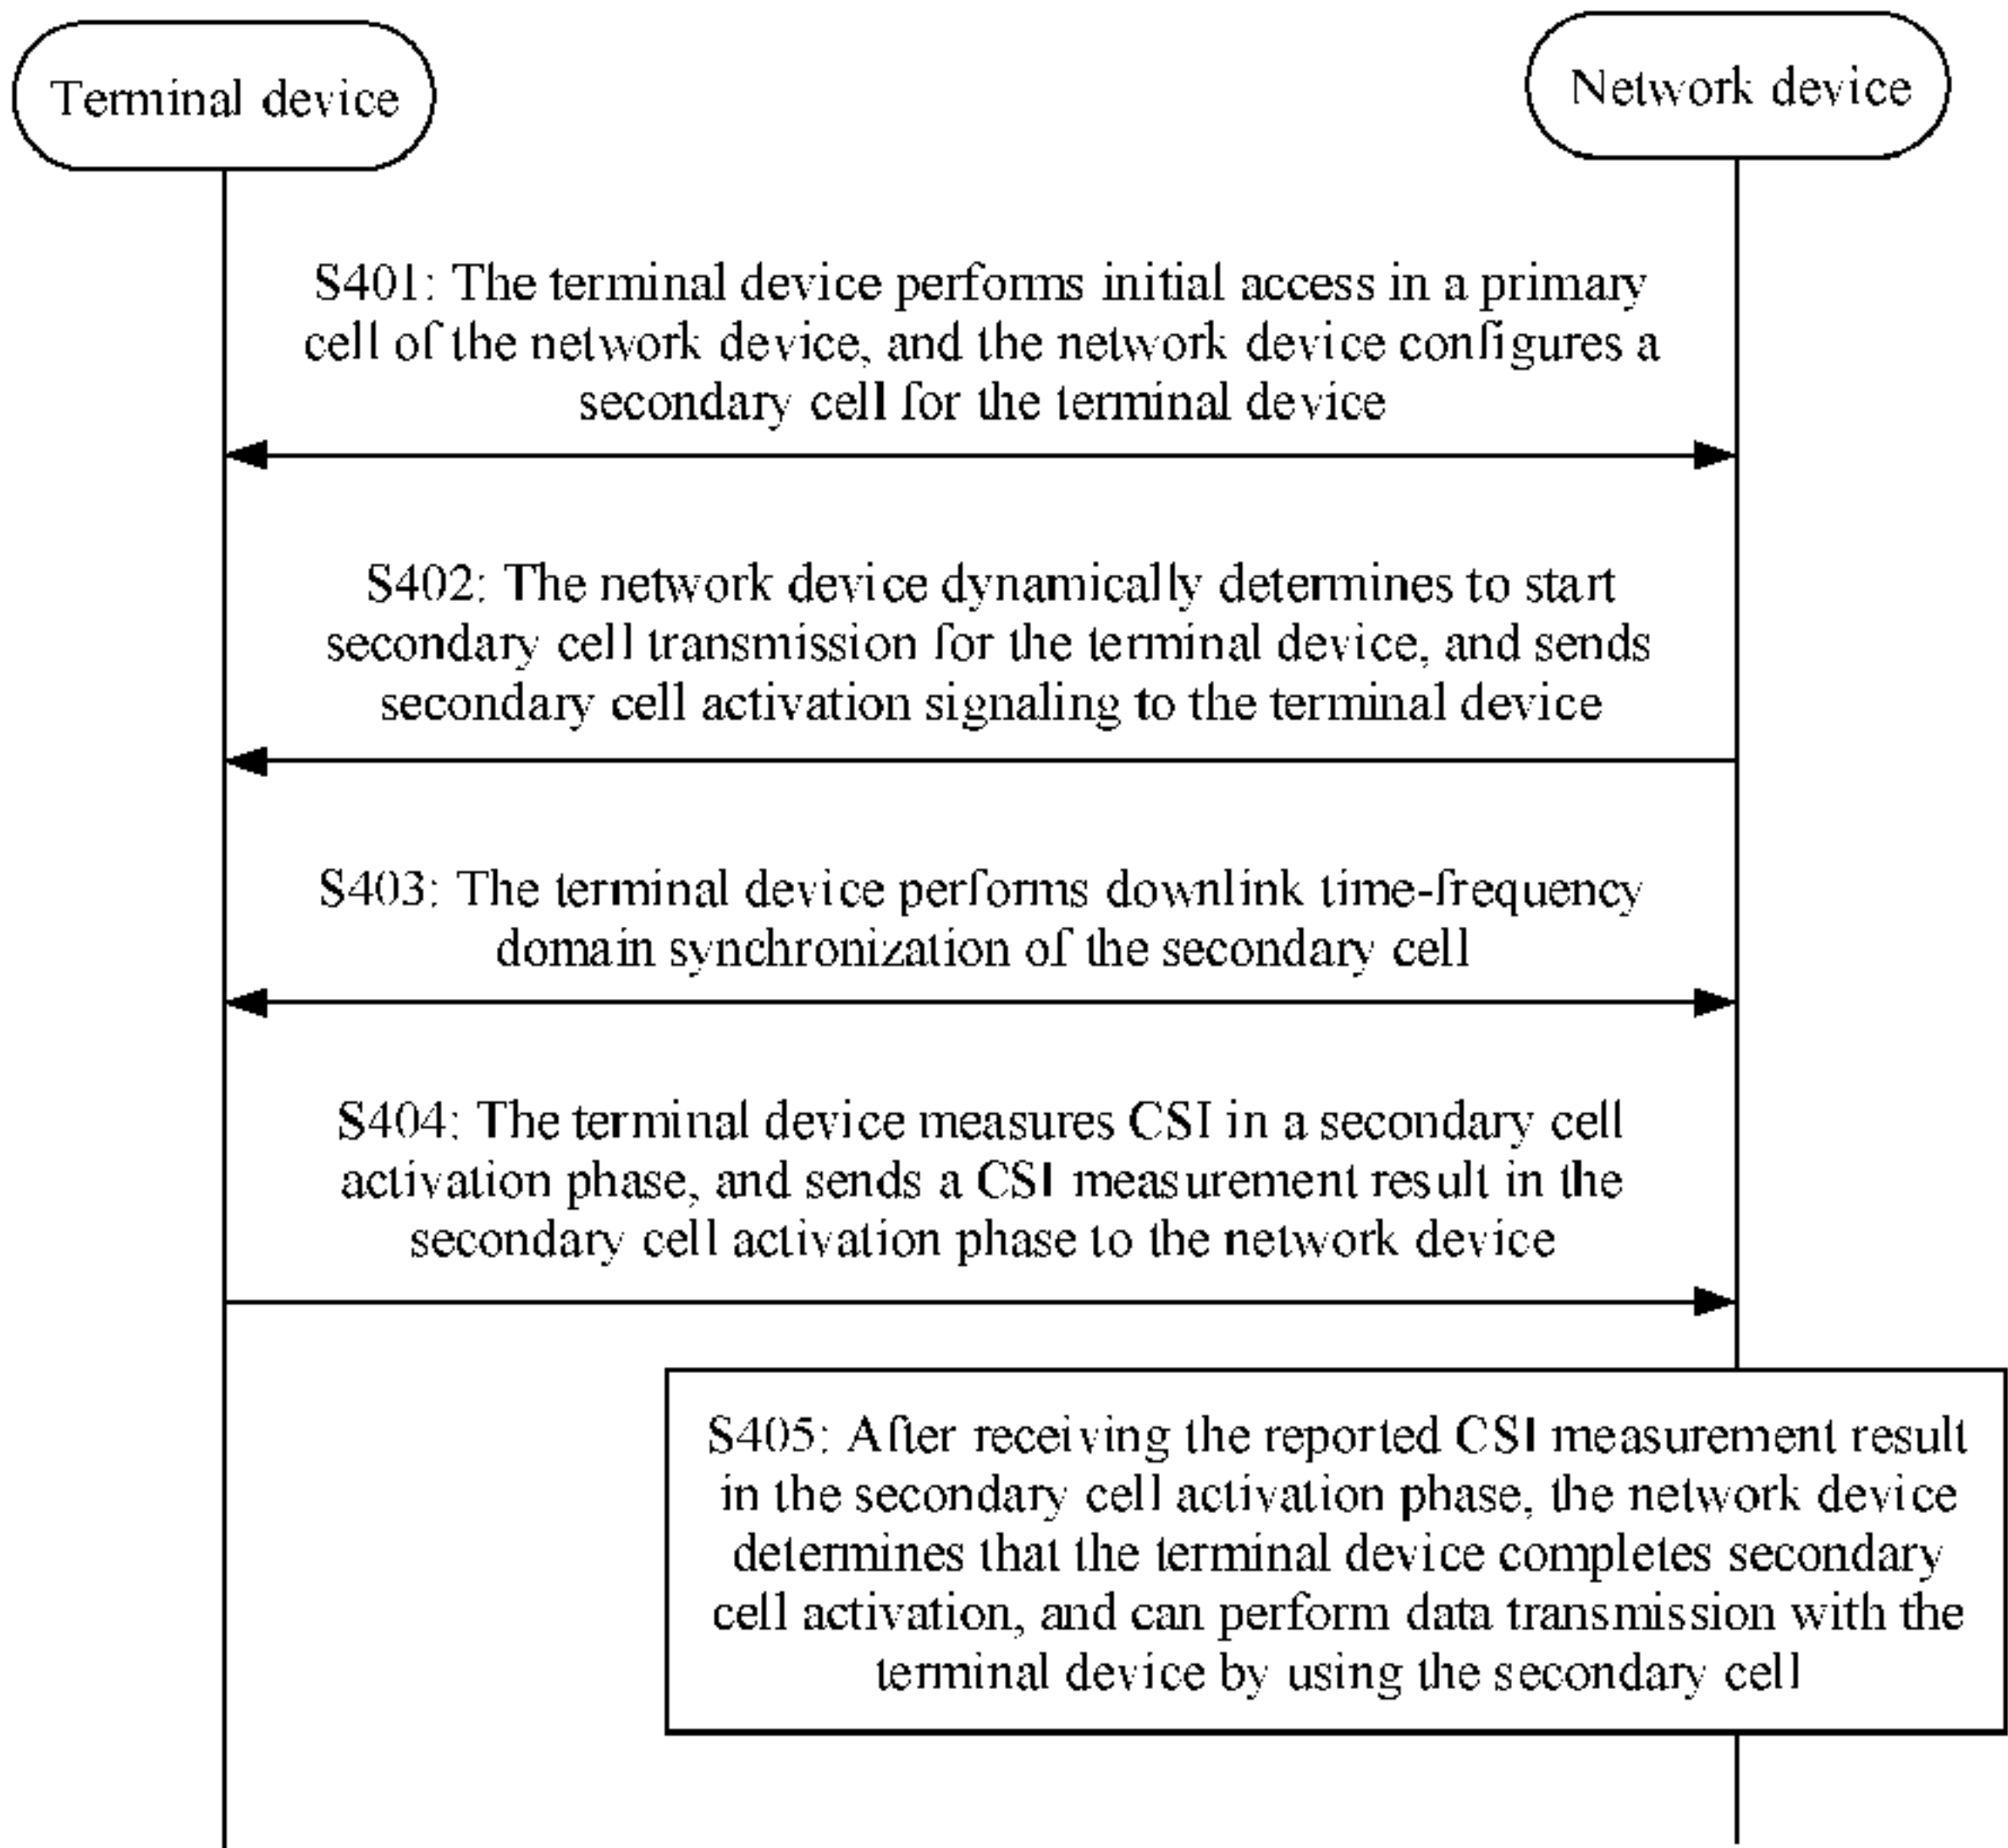 Terminal device
Network device
S401: The terminal device performs initial access in a primary
cell of the network device, and the network device configures a
secondary cell for the terminal device
S402: The network device dynamically determines to start
secondary cell transmission for the terminal device, and sends
secondary cell activation signaling to the terminal device
S403: The terminal device performs downlink time-frequency
domain synchronization of the secondary cell
S404: The terminal device measures CSI in a secondary cell
activation phase, and sends a CSI measurement result in the
secondary cell activation phase to the network device
S405: After receiving the reported CSI measurement result
in the secondary cell activation phase, the network device
determines that the terminal device completes secondary
cell activation, and can perform data transmission with the
terminal device by using the secondary cell